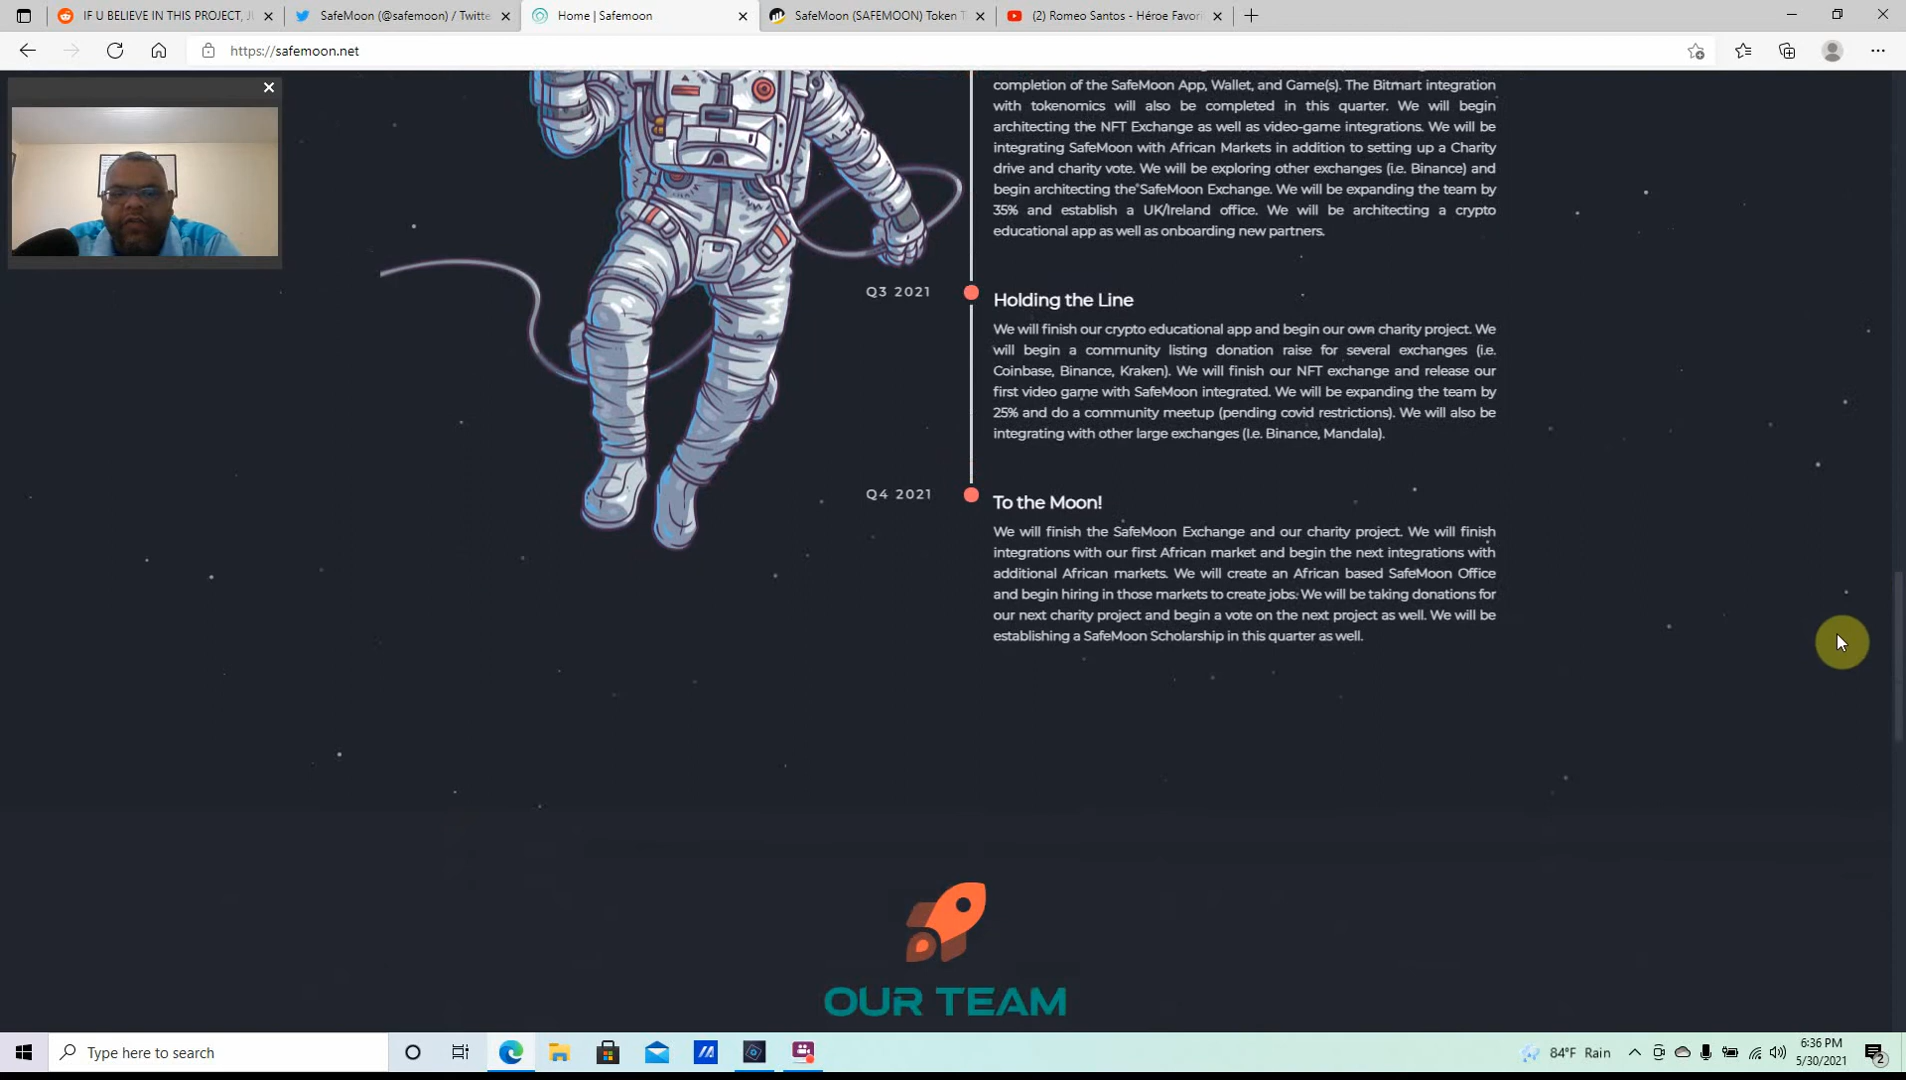 IF U BELIEVE IN THIS PROJECT, J
SafeMoon (@safemoon) / Twitte
Home | Safemoon
SafeMoon (SAFEMOON) Token T
(2) Romeo Santos - Héroe Favori
https://safemoon.net
completion of the SafeMoon App, Wallet, and Game(s). The Bitmart integration
with tokenomics will also be completed in this quarter. We will begin
architecting the NFT Exchange as well as video-game integrations. We will be
integrating SafeMoon with African Markets in addition to setting up a Charity
drive and charity vote. We will be exploring other exchanges (i.e. Binance) and
begin architecting the SafeMoon Exchange. We will be expanding the team by
35% and establish a UK/Ireland office. We will be architecting a crypto
educational app as well as onboarding new partners.
Q3 2021
Holding the Line
We will finish our crypto educational app and begin our own charity project. We
will begin a community listing donation raise for several exchanges (i.e.
Coinbase, Binance, Kraken). We will finish our NFT exchange and release our
first video game with SafeMoon integrated. We will be expanding the team by
25% and do a community meetup (pending covid restrictions). We will also be
integrating with other large exchanges (I.e. Binance, Mandala).
Q4 2021
To the Moon!
We will finish the SafeMoon Exchange and our charity project. We will finish
integrations with our first African market and begin the next integrations with
additional African markets. We will create an African based SafeMoon Office
and begin hiring in those markets to create jobs. We will be taking donations for
our next charity project and begin a vote on the next project as well. We will be
establishing a SafeMoon Scholarship in this quarter as well.
OUR TEAM
Type here to search
84°F Rain
6:36 PM
5/30/2021
2